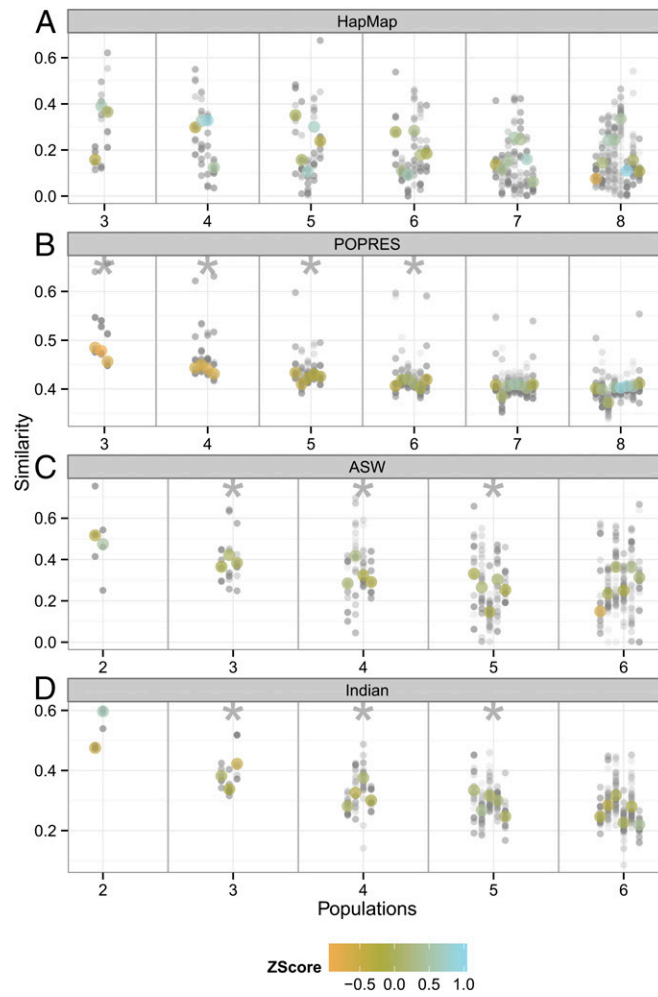 A
HapMap
0.6
0.4
0.2
0.0
3 4 5 6 7 8
B
POPRES
* * * *
0.6
0.5
0.4
3 4 5 6 7 8
Similarity
C
ASW
* * *
0.6
0.4
0.2
0.0
2 3 4 5 6
D
Indian
* * *
0.6
0.4
0.2
2 3 4 5 6
Populations
ZScore
−0.5 0.0 0.5 1.0